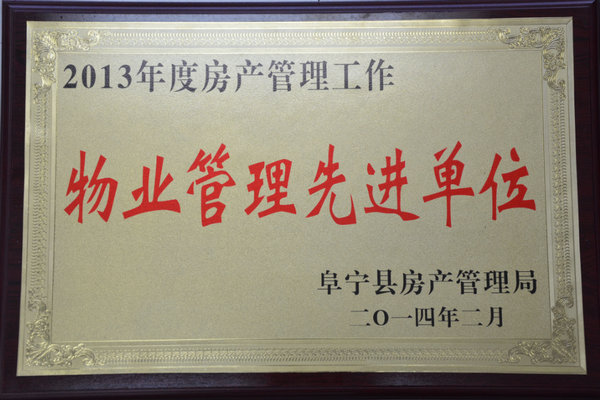 2013年度房产管理工作
物业管理先进单位
阜宁县房产管理局
二O一四年二月